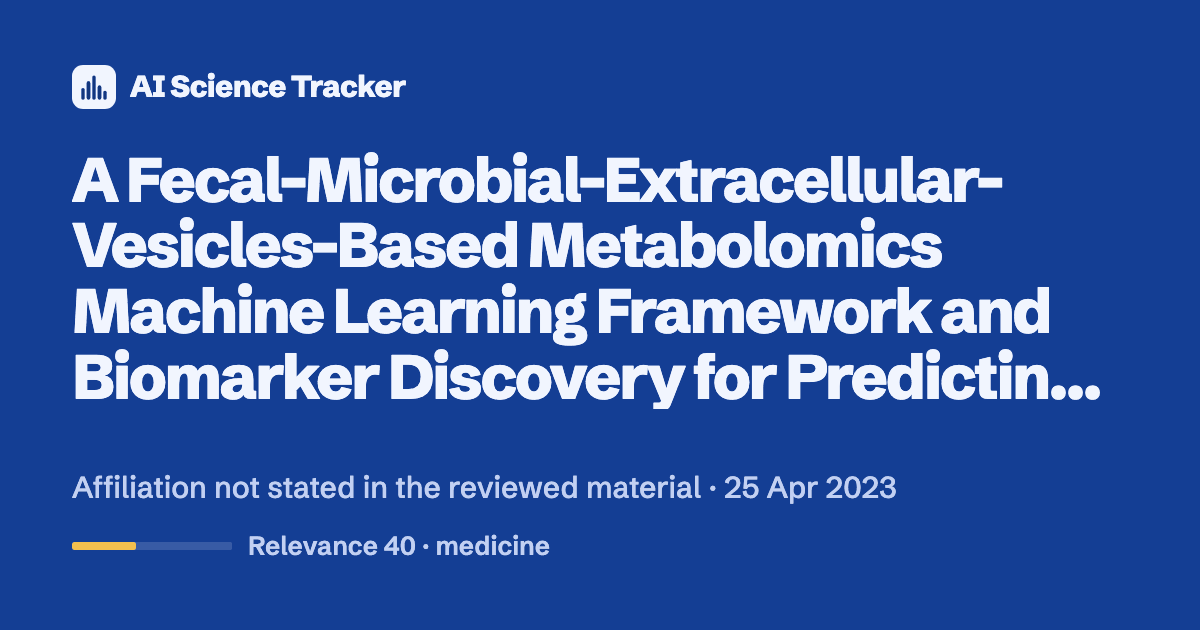 AI Science Tracker
A Fecal-Microbial-Extracellular-
Vesicles-Based Metabolomics
Machine Learning Framework and
Biomarker Discovery for Predictin...
Affiliation not stated in the reviewed material · 25 Apr 2023
Relevance 40 · medicine